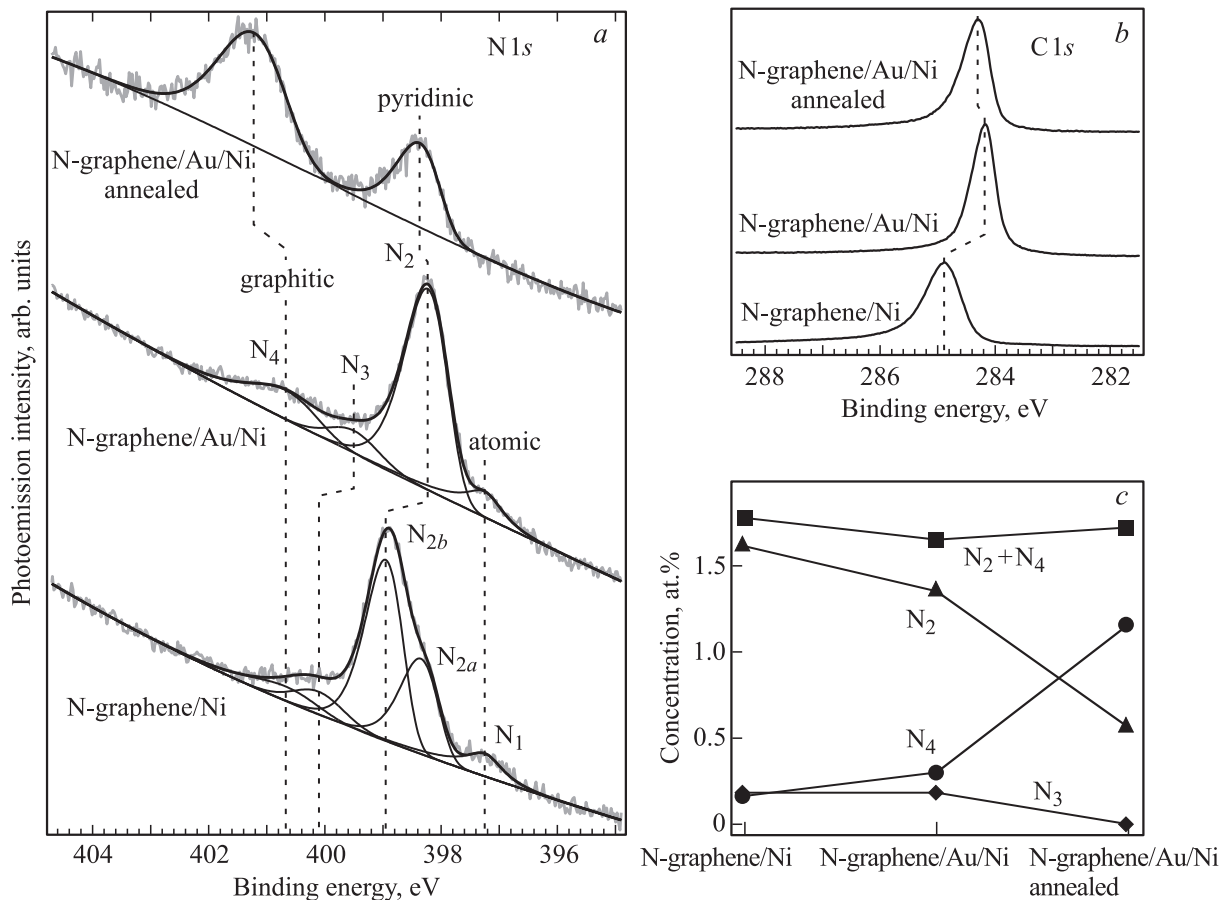 a
N1s
pyridinic
N-graphene/Au/Ni
annealed
N2
graphitic
N4
N3
N-graphene/Au/Ni
atomic
N2b
N2a
N-graphene/Ni
N1
404
402
400
398
396
Binding energy, eV
Photoemission intensity, arb. units
b
C1s
N-graphene/Au/Ni
annealed
N-graphene/Au/Ni
N-graphene/Ni
288
286
284
282
Binding energy, eV
c
N2+N4
1.5
N2
1.0
N4
0.5
N3
0
Concentration, at.%
N-graphene/Ni
N-graphene/Au/Ni
N-graphene/Au/Ni
annealed